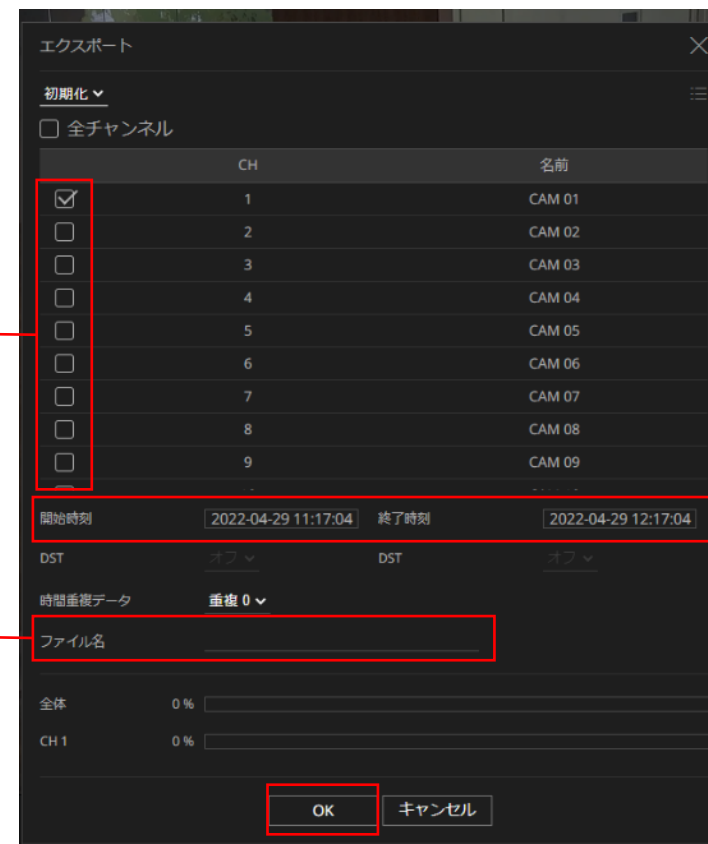 エクスポート
初期化
全チャンネル
CH 名前
1 CAM 01
2 CAM 02
3 CAM 03
4 CAM 04
5 CAM 05
6 CAM 06
7 CAM 07
8 CAM 08
9 CAM 09
開始時刻 2022-04-29 11:17:04 終了時刻 2022-04-29 12:17:04
DST オフ DST オフ
時間重複データ 重複 0
ファイル名
全体 0 %
CH 1 0 %
OK キャンセル